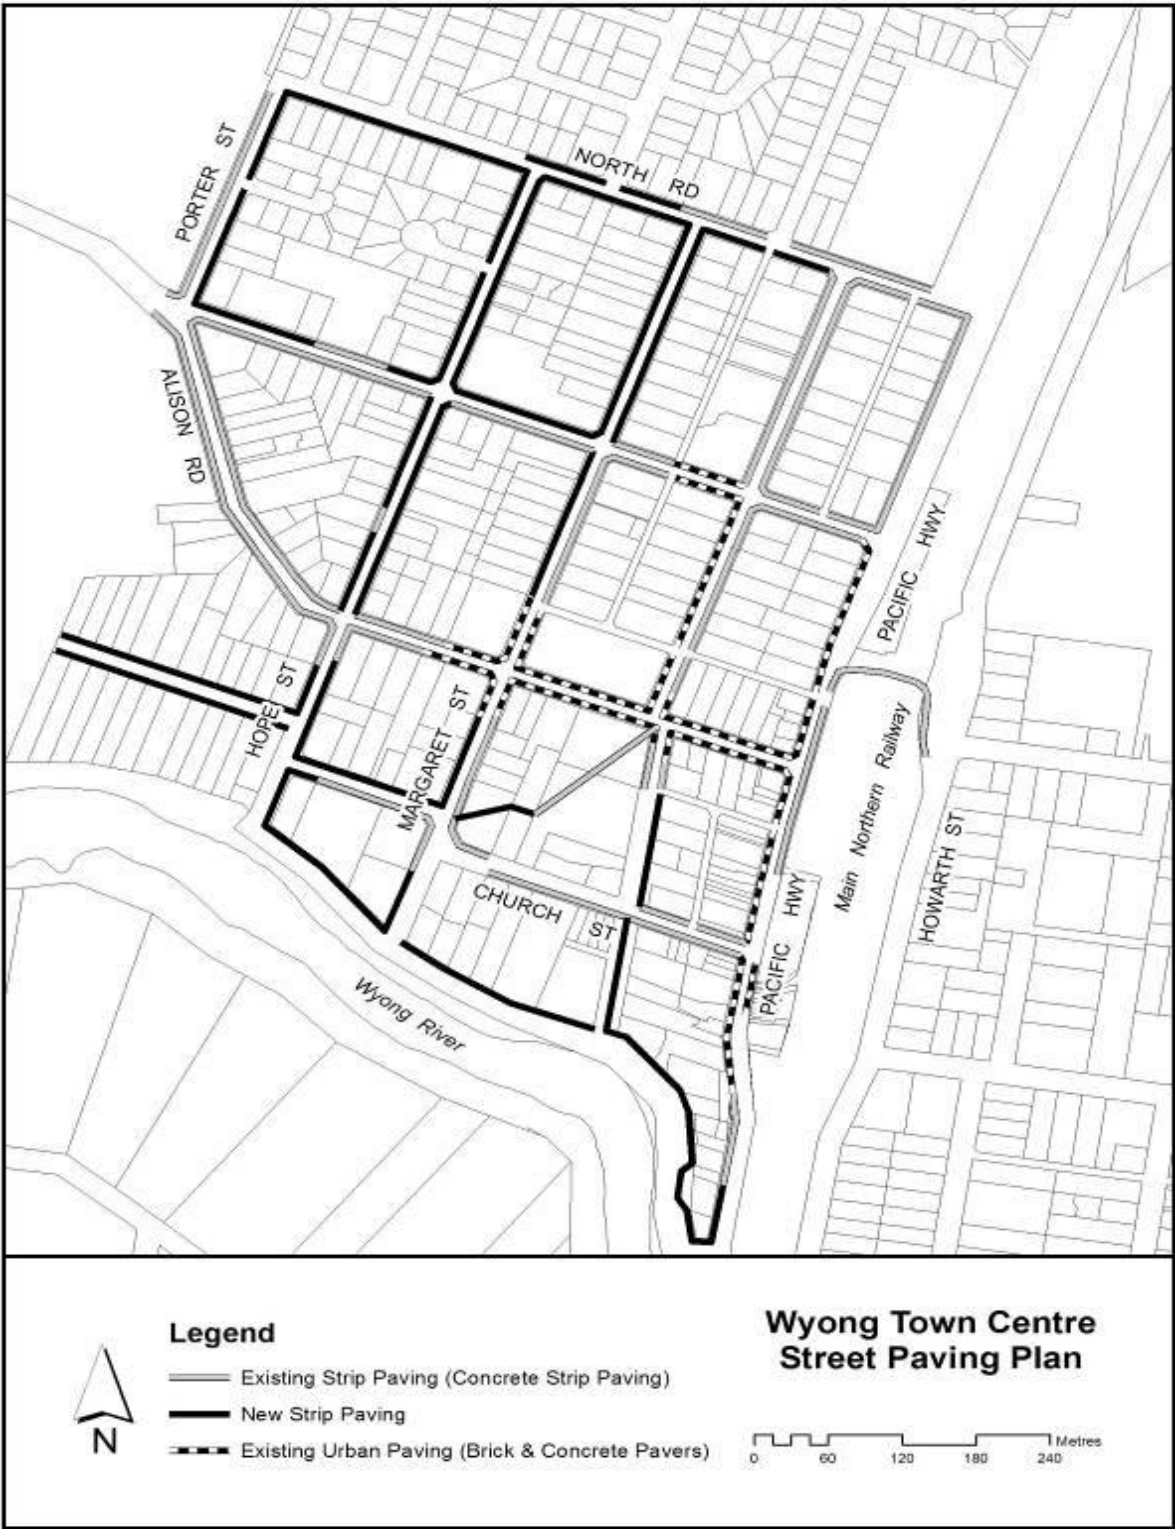 NORTH RD
PORTER ST
ALISON RD
PACIFIC HWY
HOPE ST
MARGARET ST
Main Northern Railway
HOWARTH ST
CHURCH ST
PACIFIC HWY
Wyong River
Legend
Existing Strip Paving (Concrete Strip Paving)
New Strip Paving
Existing Urban Paving (Brick & Concrete Pavers)
N
Wyong Town Centre
Street Paving Plan
Metres
0 60 120 180 240